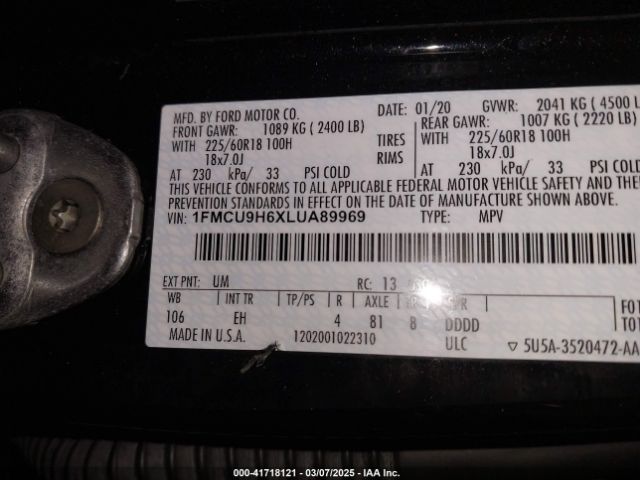 MFD. BY FORD MOTOR CO.
DATE: 01/20 GVWR: 2041 KG ( 4500 L
FRONT GAWR: 1089 KG ( 2400 LB)
REAR GAWR: 1007 KG ( 2220 LB)
WITH 225/60R18 100H TIRES WITH 225/60R18 100H
18x7.0J RIMS 18x7.0J
AT 230 kPa/ 33 PSI COLD AT 230 kPa/ 33 PSI COLD
THIS VEHICLE CONFORMS TO ALL APPLICABLE FEDERAL MOTOR VEHICLE SAFETY AND THEFT
PREVENTION STANDARDS IN EFFECT ON THE DATE OF MANUFACTURE SHOWN ABOVE.
VIN: 1FMCU9H6XLUA89969 TYPE: MPV
EXT PNT: UM RC: 13
WB INT TR TP/PS R AXLE
106 EH 4 81 8 DDDD
MADE IN U.S.A. 1202001022310 ULC ▽ 5U5A-3520472-AA
F0T
T0T
000-41718121 — 03/07/2025 — IAA Inc.